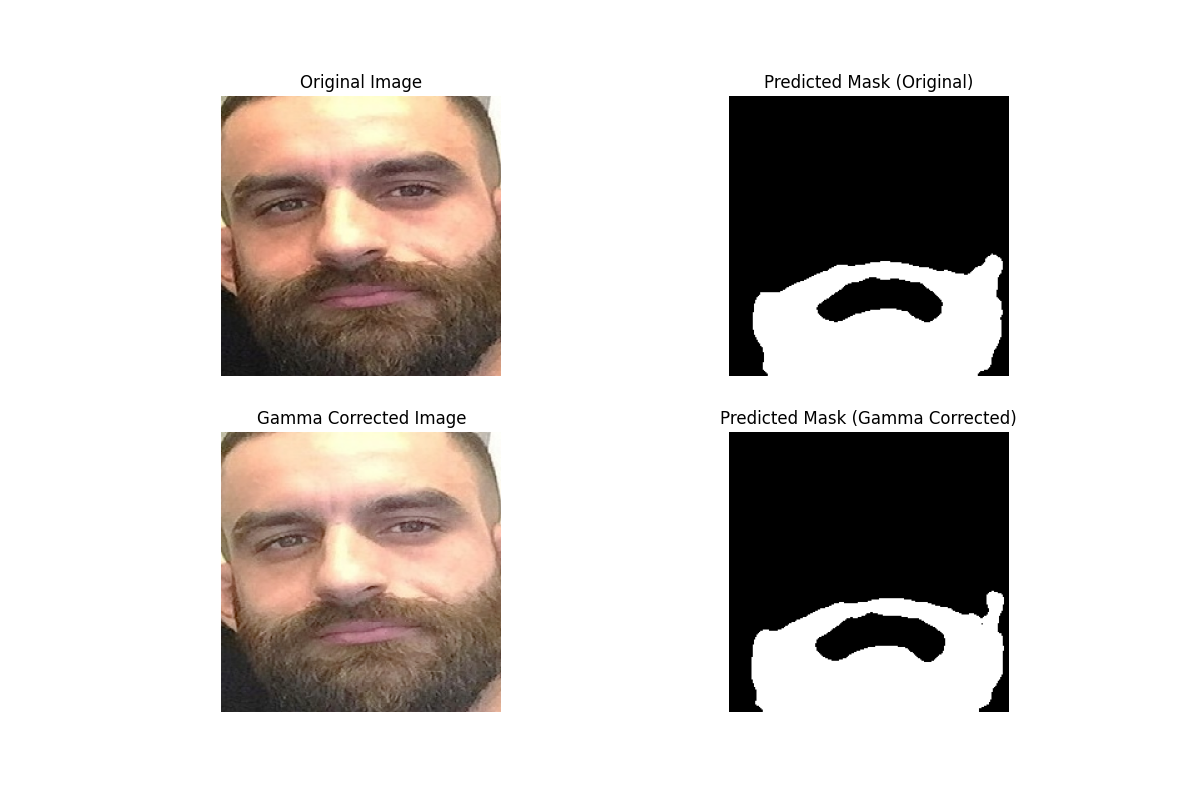 Original Image
Predicted Mask (Original)
Gamma Corrected Image
Predicted Mask (Gamma Corrected)